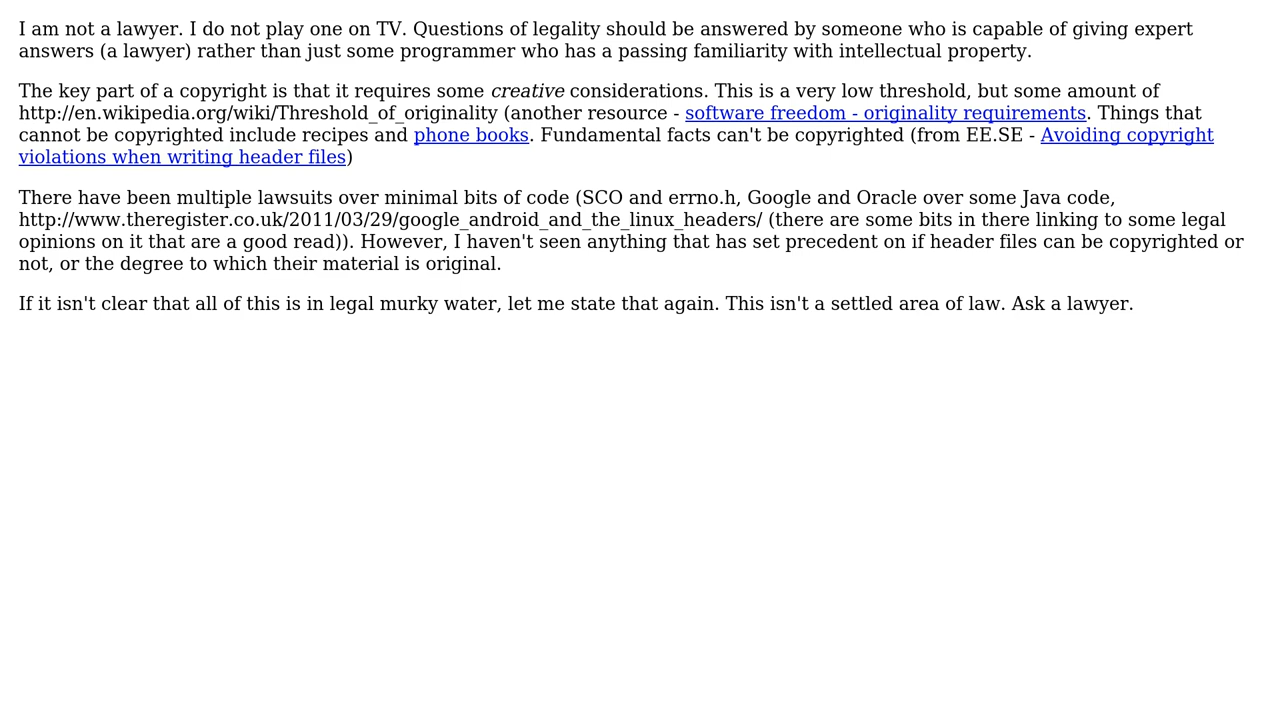 I am not a lawyer. I do not play one on TV. Questions of legality should be answered by someone who is capable of giving expert
answers (a lawyer) rather than just some programmer who has a passing familiarity with intellectual property.
The key part of a copyright is that it requires some creative considerations. This is a very low threshold, but some amount of
http://en.wikipedia.org/wiki/Threshold_of_originality (another resource - software freedom - originality requirements. Things that
cannot be copyrighted include recipes and phone books. Fundamental facts can't be copyrighted (from EE.SE - Avoiding copyright
violations when writing header files)
There have been multiple lawsuits over minimal bits of code (SCO and errno.h, Google and Oracle over some Java code,
http://www.theregister.co.uk/2011/03/29/google_android_and_the_linux_headers/ (there are some bits in there linking to some legal
opinions on it that are a good read)). However, I haven't seen anything that has set precedent on if header files can be copyrighted or
not, or the degree to which their material is original.
If it isn't clear that all of this is in legal murky water, let me state that again. This isn't a settled area of law. Ask a lawyer.